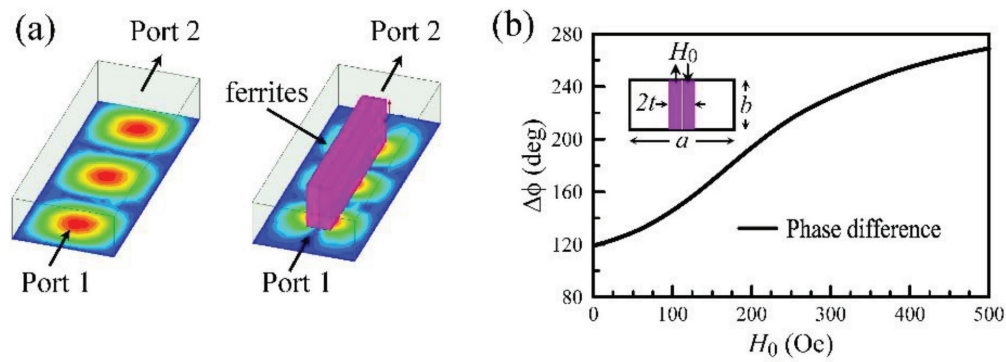 (a)
Port 2
Port 2
ferrites
Port 1
Port 1
(b)
280
240
200
160
120
80
Δϕ (deg)
H₀
2t
b
a
Phase difference
0
100
200
300
400
500
H₀ (Oe)